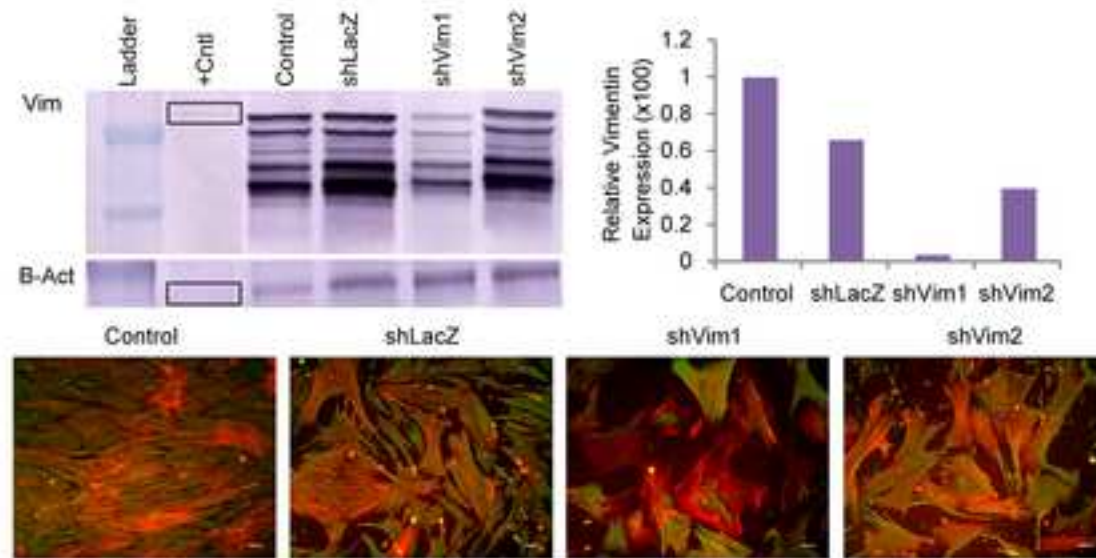 Ladder
+Cntl
Control
shLacZ
shVim1
shVim2
Vim
B-Act
Relative Vimentin
Expression (x100)
1.2
1
0.8
0.6
0.4
0.2
0
Control
shLacZ
shVim1
shVim2
Control
shLacZ
shVim1
shVim2